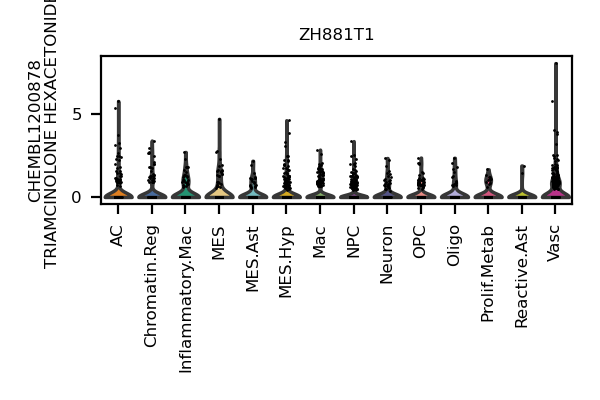 ZH881T1
CHEMBL1200878
TRIAMCINOLONE HEXACETONIDE
5
0
AC
Chromatin.Reg
Inflammatory.Mac
MES
MES.Ast
MES.Hyp
Mac
NPC
Neuron
OPC
Oligo
Prolif.Metab
Reactive.Ast
Vasc